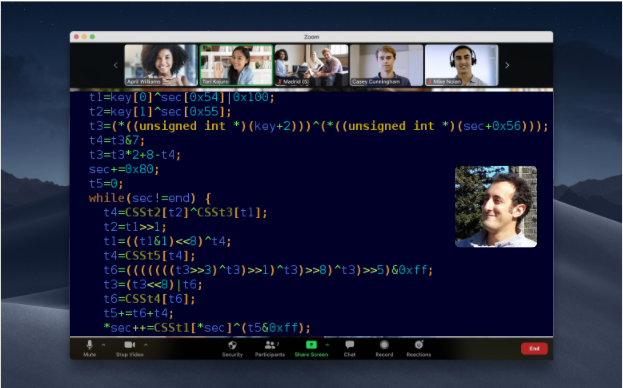 Zoom
April Williams
Tori Kojuro
Madrid (5)
Casey Cunningham
Mike Nolan
t1=key[0]^sec[0x54]|0x100;
t2=key[1]^sec[0x55];
t3=(*((unsigned int *)(key+2)))^(*((unsigned int *)(sec+0x56)));
t4=t3&7;
t3=t3*2+8-t4;
sec+=0x80;
t5=0;
while(sec!=end) {
t4=CSSt2[t2]^CSSt3[t1];
t2=t1>>1;
t1=((t1&1)<<8)^t4;
t4=CSSt5[t4];
t6=(((((((t3>>3)^t3)>>1)^t3)>>8)^t3)>>5)&0xff;
t3=(t3<<8)|t6;
t6=CSSt4[t6];
t5+=t6+t4;
*sec++=CSSt1[*sec]^(t5&0xff);
Mute
Stop Video
Security
Participants
Share Screen
Chat
Record
Reactions
End